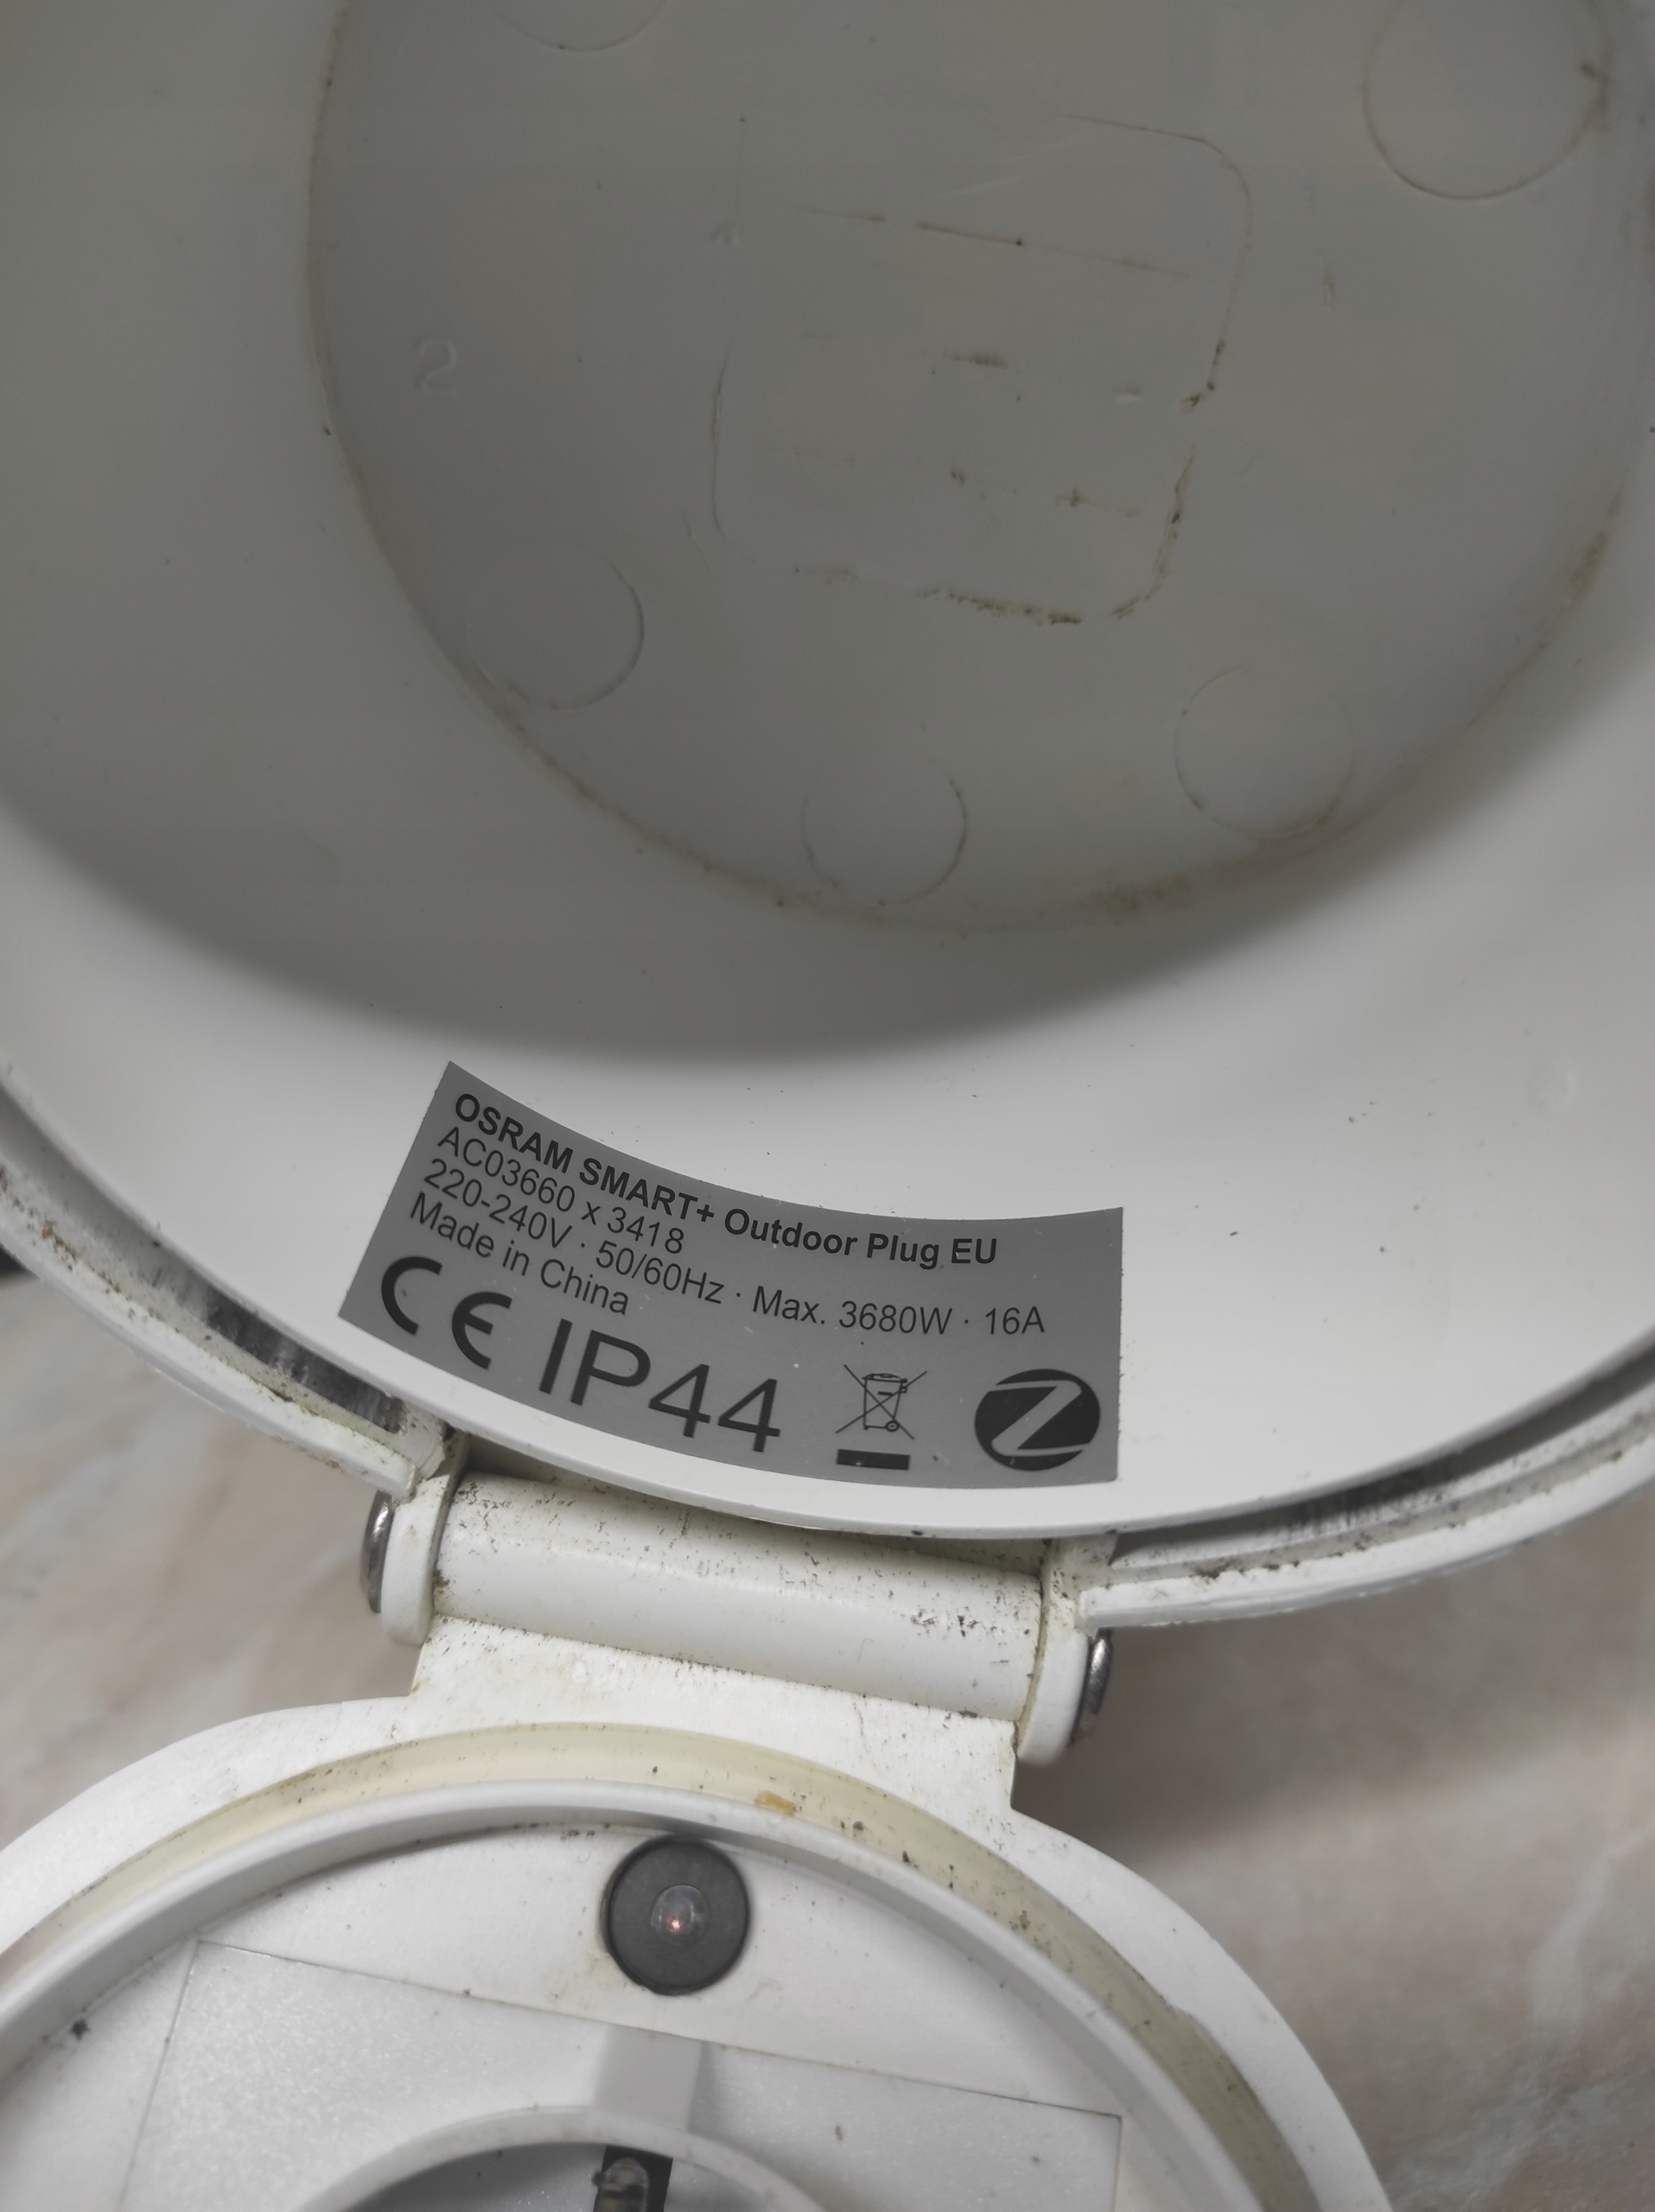 2
OSRAM SMART+ Outdoor Plug EU
AC03660 x 3418
220-240V · 50/60Hz · Max. 3680W · 16A
Made in China
CE IP44